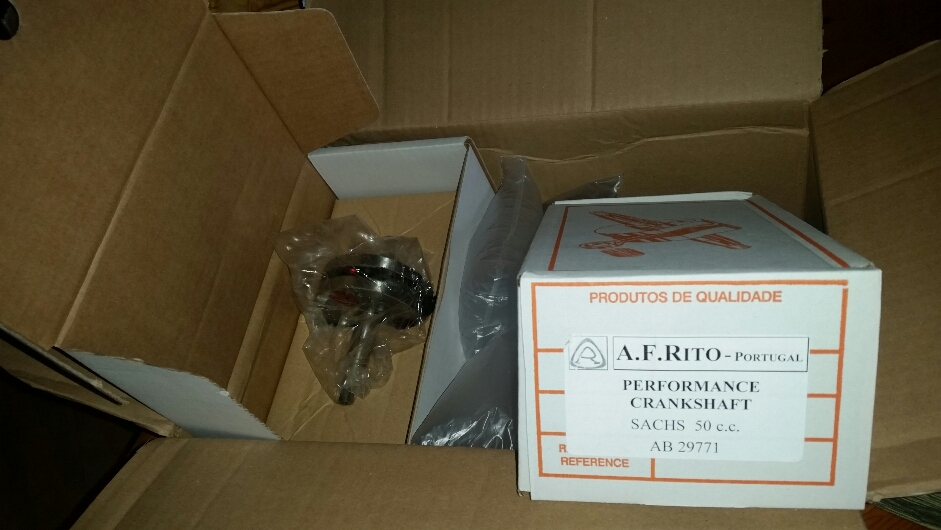 PRODUTOS DE QUALIDADE
A.F.RITO - PORTUGAL
PERFORMANCE
CRANKSHAFT
SACHS 50 c.c.
AB 29771
REFERENCE